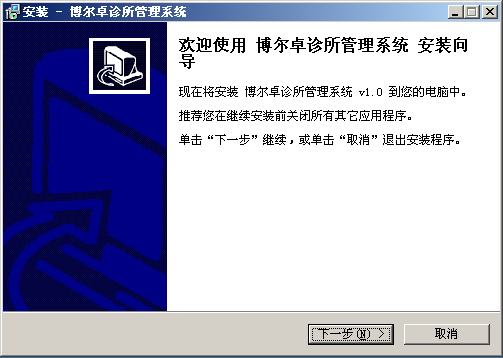 安装 - 博尔卓诊所管理系统
欢迎使用 博尔卓诊所管理系统 安装向
导
现在将安装 博尔卓诊所管理系统 v1.0 到您的电脑中。
推荐您在继续安装前关闭所有其它应用程序。
单击“下一步”继续，或单击“取消”退出安装程序。
下一步(N) >
取消